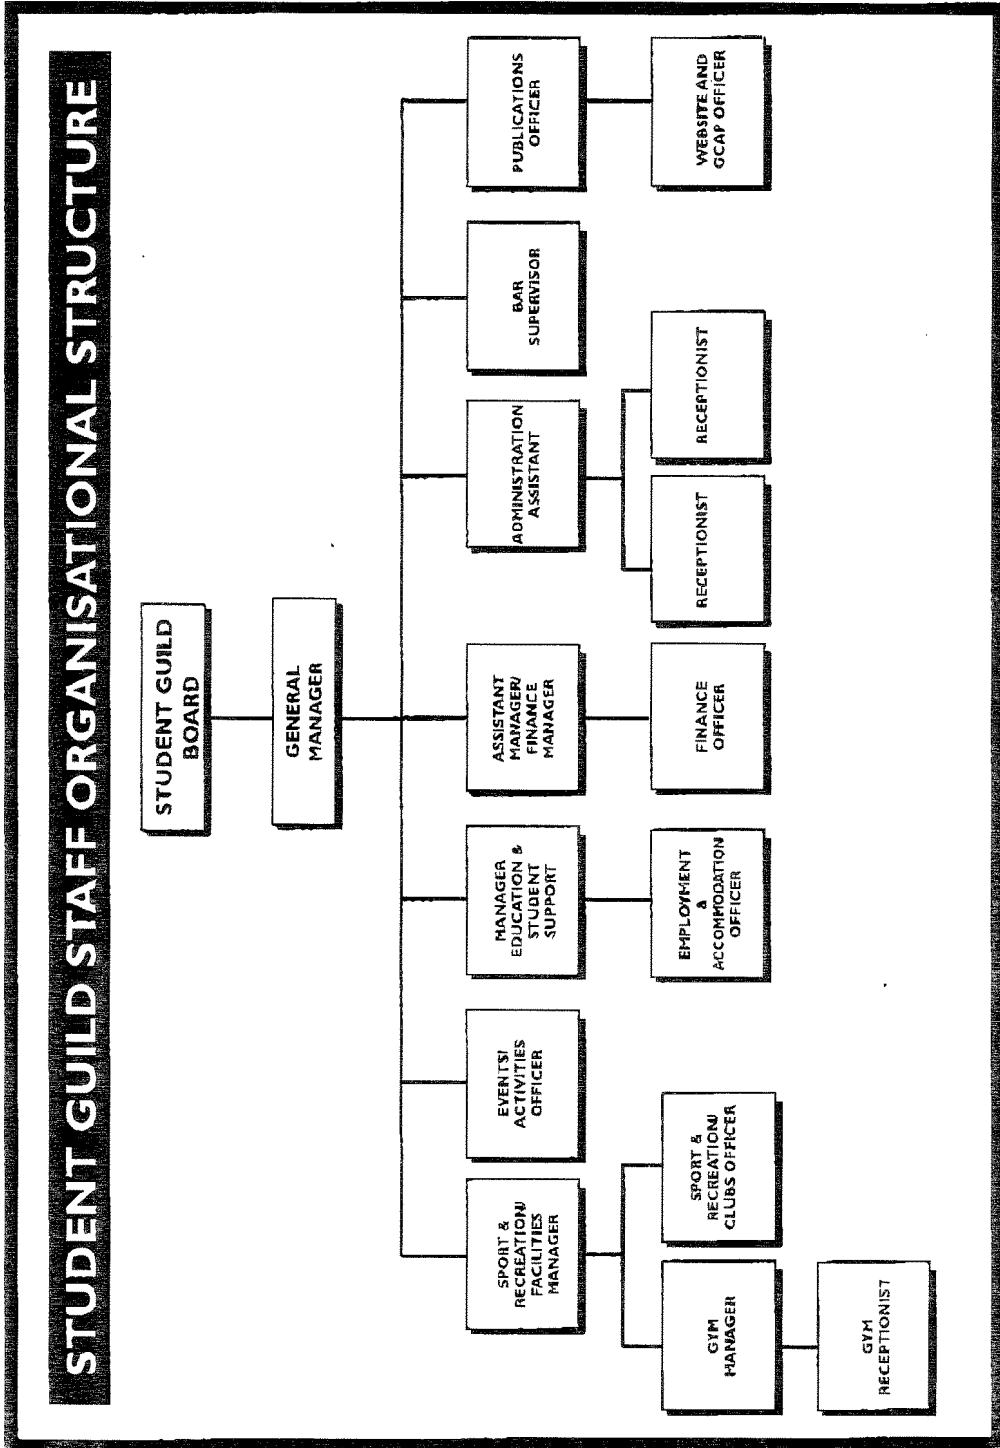 STUDENT GUILD STAFF ORGANISATIONAL STRUCTURE
STUDENT GUILD
BOARD
GENERAL
MANAGER
SPORT &
RECREATION/
FACILITIES
MANAGER
EVENTS/
ACTIVITIES
OFFICER
MANAGER
EDUCATION &
STUDENT
SUPPORT
ASSISTANT
MANAGER/
FINANCE
MANAGER
ADMINISTRATION
ASSISTANT
BAR
SUPERVISOR
PUBLICATIONS
OFFICER
GYM
MANAGER
SPORT &
RECREATION/
CLUBS OFFICER
EMPLOYMENT
&
ACCOMMODATION
OFFICER
FINANCE
OFFICER
RECEPTIONIST
RECEPTIONIST
WEBSITE AND
GCAP OFFICER
GYM
RECEPTIONIST